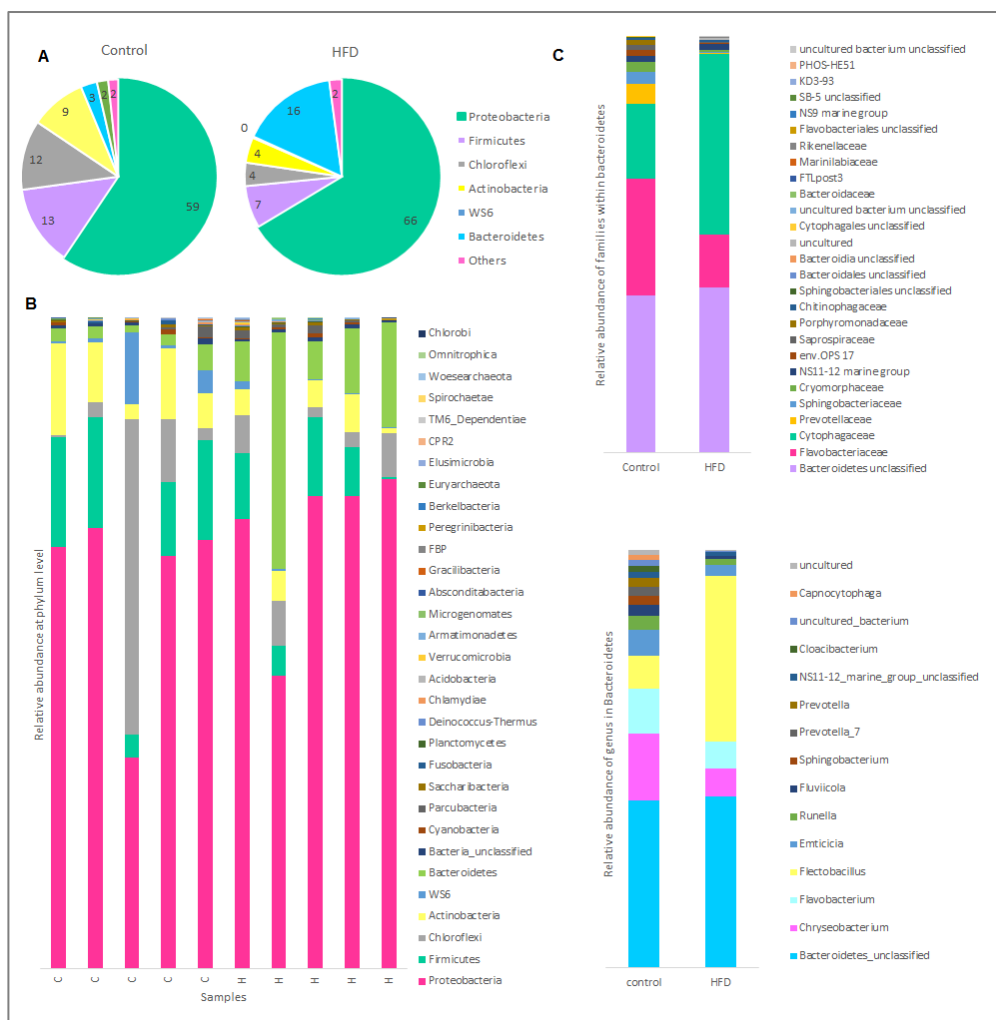 A
Control
HFD
59
13
12
9
3
2
2
66
7
4
4
0
16
2
Proteobacteria
Firmicutes
Chloroflexi
Actinobacteria
WS6
Bacteroidetes
Others
B
Relative abundance at phylum level
C
C
C
C
C
H
H
H
H
H
Samples
Chlorobi
Omnitrophica
Woesearchaeota
Spirochaetae
TM6_Dependentiae
CPR2
Elusimicrobia
Euryarchaeota
Berkelbacteria
Peregrinibacteria
FBP
Gracilibacteria
Absconditabacteria
Microgenomates
Armatimonadetes
Verrucomicrobia
Acidobacteria
Chlamydiae
Deinococcus-Thermus
Planctomycetes
Fusobacteria
Saccharibacteria
Parcubacteria
Cyanobacteria
Bacteria_unclassified
Bacteroidetes
WS6
Actinobacteria
Chloroflexi
Firmicutes
Proteobacteria
C
Relative abundance of families within bacteroidetes
Control
HFD
uncultured bacterium unclassified
PHOS-HE51
KD3-93
SB-5 unclassified
NS9 marine group
Flavobacteriales unclassified
Rikenellaceae
Marinilabiaceae
FTLpost3
Bacteroidaceae
uncultured bacterium unclassified
Cytophagales unclassified
uncultured
Bacteroidia unclassified
Bacteroidales unclassified
Sphingobacteriales unclassified
Chitinophagaceae
Porphyromonadaceae
Saprospiraceae
env.OPS 17
NS11-12 marine group
Cryomorphaceae
Sphingobacteriaceae
Prevotellaceae
Cytophagaceae
Flavobacteriaceae
Bacteroidetes unclassified
Relative abundance of genus in Bacteroidetes
control
HFD
uncultured
Capnocytophaga
uncultured_bacterium
Cloacibacterium
NS11-12_marine_group_unclassified
Prevotella
Prevotella_7
Sphingobacterium
Fluviicola
Runella
Emticicia
Flectobacillus
Flavobacterium
Chryseobacterium
Bacteroidetes_unclassified